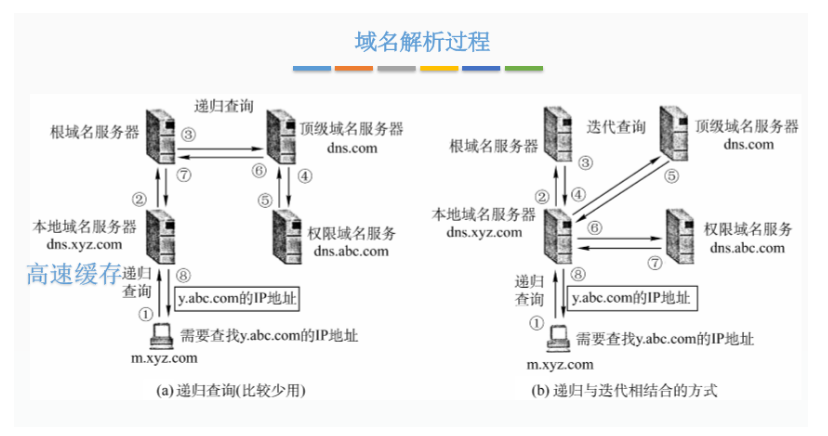 域名解析过程
递归查询
根域名服务器
③
顶级域名服务器
dns.com
⑦
⑥
④
②
⑤
本地域名服务器
dns.xyz.com
权限域名服务
dns.abc.com
高速缓存
递归
查询
⑧
y.abc.com的IP地址
①
需要查找y.abc.com的IP地址
m.xyz.com
(a) 递归查询(比较少用)
迭代查询
顶级域名服务器
dns.com
根域名服务器
③
⑤
②
④
本地域名服务器
dns.xyz.com
⑥
权限域名服务
dns.abc.com
⑦
递归
查询
⑧
y.abc.com的IP地址
①
需要查找y.abc.com的IP地址
m.xyz.com
(b) 递归与迭代相结合的方式